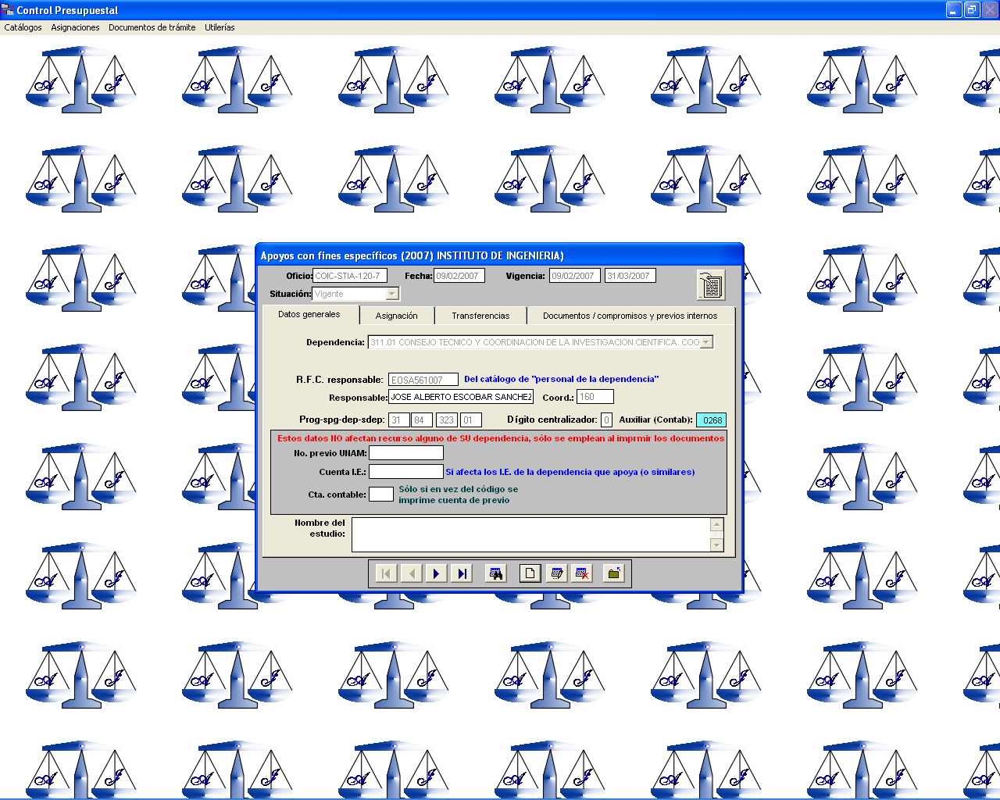 Control Presupuestal
Catálogos Asignaciones Documentos de trámite Utilerías
Apoyos con fines específicos (2007) INSTITUTO DE INGENIERIA)
Oficio: COIC-STIA-120-7 Fecha: 09/02/2007 Vigencia: 09/02/2007 31/03/2007
Situación: Vigente
Datos generales Asignación Transferencias Documentos / compromisos y previos internos
Dependencia: 311.01 CONSEJO TECNICO Y COORDINACION DE LA INVESTIGACION CIENTIFICA. COO
R.F.C. responsable: EOSA561007 Del catálogo de "personal de la dependencia"
Responsable: JOSE ALBERTO ESCOBAR SANCHEZ Coord.: 160
Prog-spg-dep-sdep: 31 84 323 01 Dígito centralizador: 0 Auxiliar (Contab): 0268
Estos datos NO afectan recurso alguno de SU dependencia, sólo se emplean al imprmir los documentos
No. previo UNAM:
Cuenta I.E.: Si afecta los I.E. de la dependencia que apoya (o similares)
Cta. contable: Sólo si en vez del código se
imprime cuenta de previo
Nombre del
estudio: